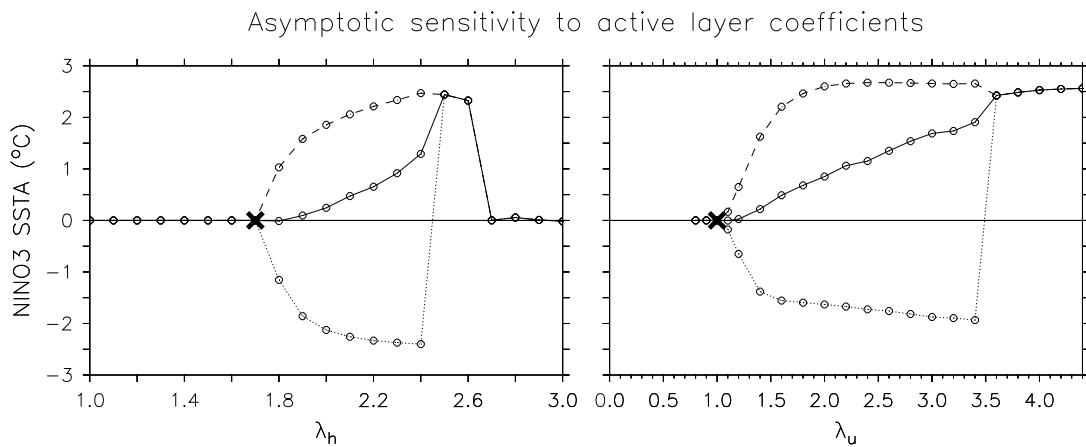 Asymptotic sensitivity to active layer coefficients
NINO3 SSTA (°C)
3
2
1
0
−1
−2
−3
1.0 1.4 1.8 2.2 2.6 3.0
λh
0.0 0.5 1.0 1.5 2.0 2.5 3.0 3.5 4.0
λu